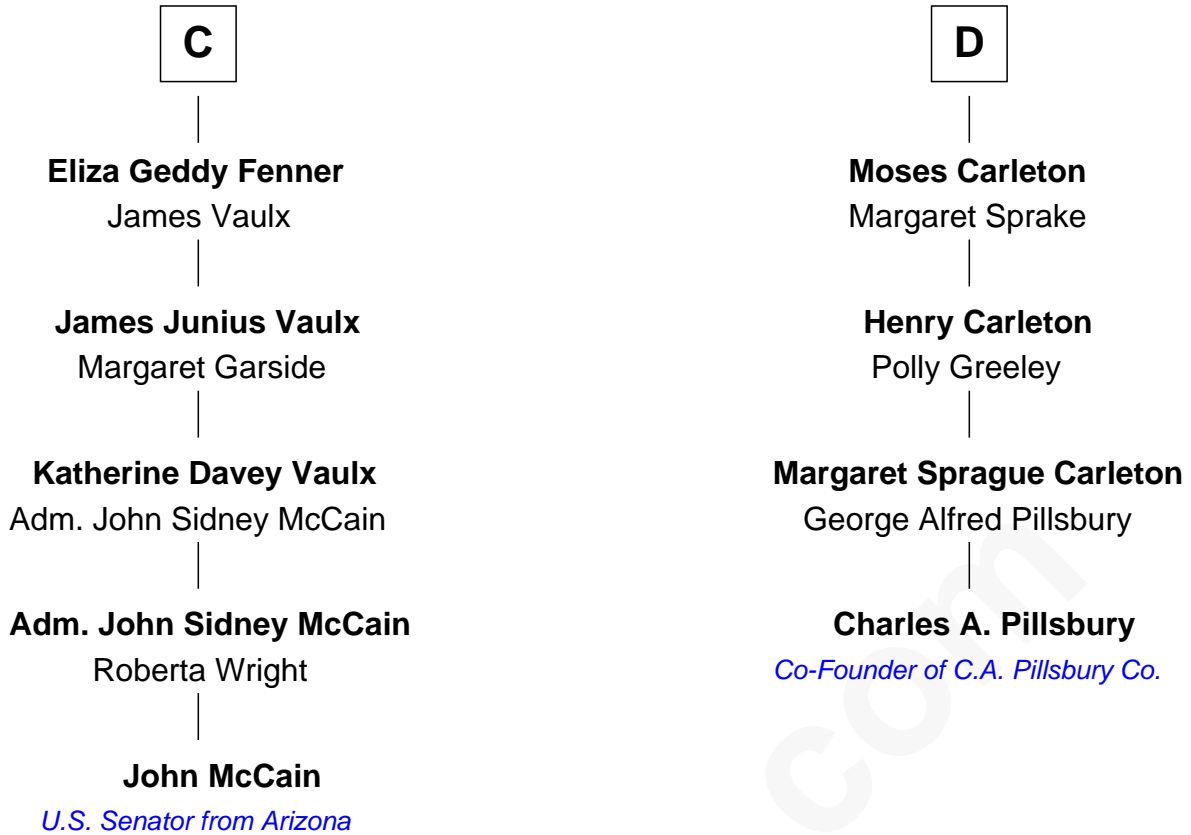 C
Eliza Geddy Fenner
James Vaulx
James Junius Vaulx
Margaret Garside
Katherine Davey Vaulx
Adm. John Sidney McCain
Adm. John Sidney McCain
Roberta Wright
John McCain
U.S. Senator from Arizona
D
Moses Carleton
Margaret Sprake
Henry Carleton
Polly Greeley
Margaret Sprague Carleton
George Alfred Pillsbury
Charles A. Pillsbury
Co-Founder of C.A. Pillsbury Co.
com